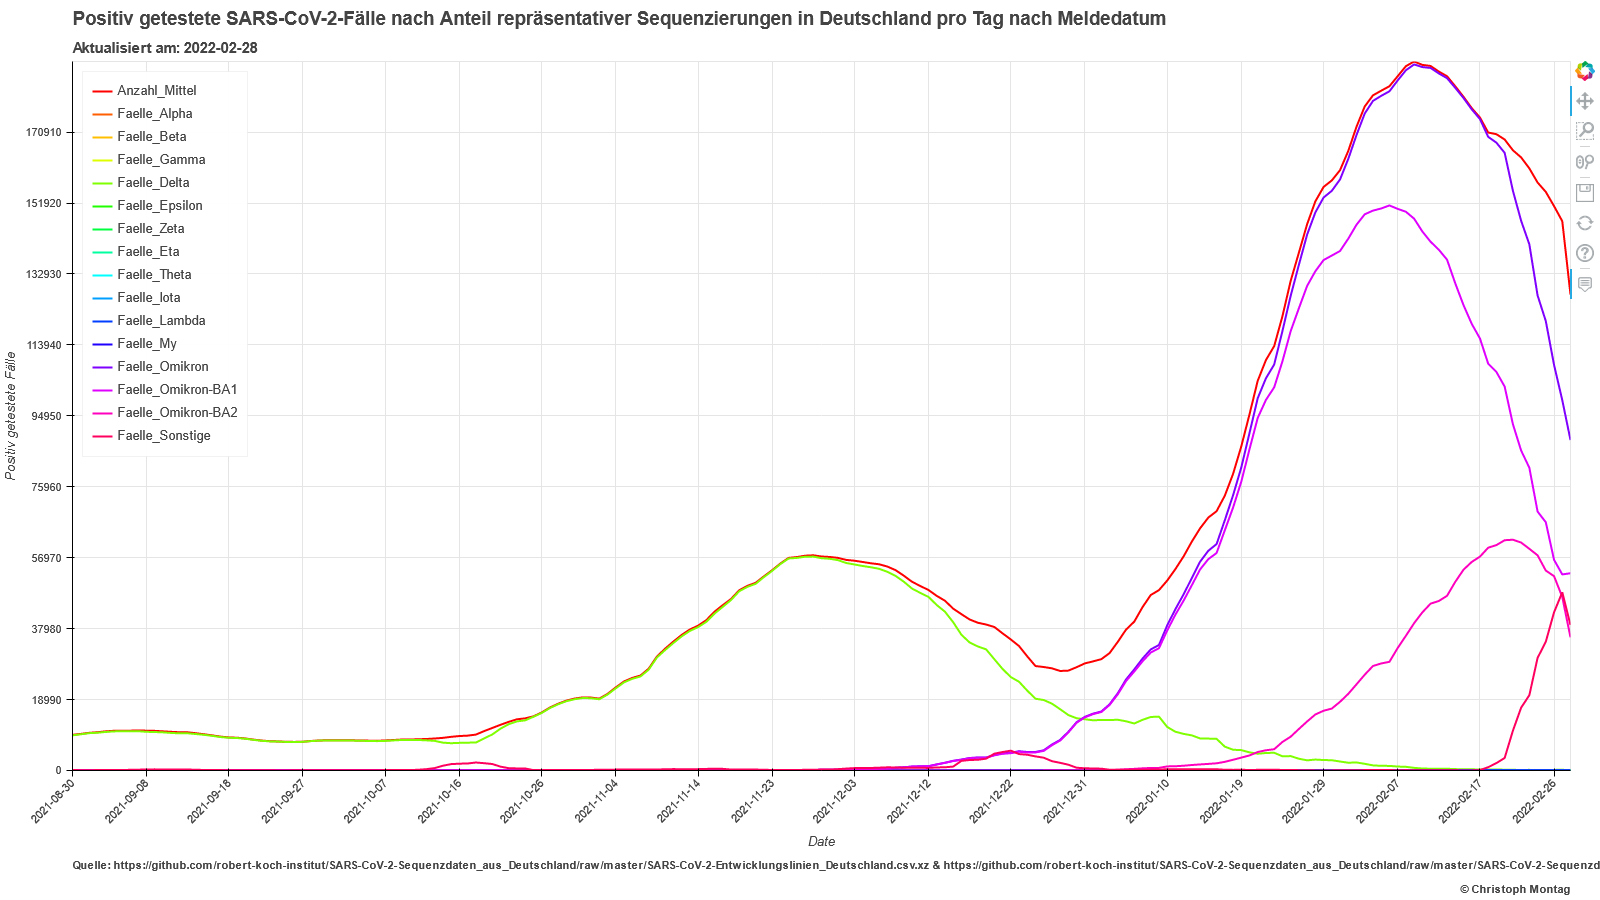 Positiv getestete SARS-CoV-2-Fälle nach Anteil repräsentativer Sequenzierungen in Deutschland pro Tag nach Meldedatum
Aktualisiert am: 2022-02-28
Anzahl_Mittel
Faelle_Alpha
Faelle_Beta
Faelle_Gamma
Faelle_Delta
Faelle_Epsilon
Faelle_Zeta
Faelle_Eta
Faelle_Theta
Faelle_Iota
Faelle_Lambda
Faelle_My
Faelle_Omikron
Faelle_Omikron-BA1
Faelle_Omikron-BA2
Faelle_Sonstige
Positiv getestete Fälle
170910
151920
132930
113940
94950
75960
56970
37980
18990
0
2021-08-30
2021-09-08
2021-09-18
2021-09-27
2021-10-07
2021-10-16
2021-10-26
2021-11-04
2021-11-14
2021-11-23
2021-12-03
2021-12-12
2021-12-22
2021-12-31
2022-01-10
2022-01-19
2022-01-29
2022-02-07
2022-02-17
2022-02-26
Date
Quelle: https://github.com/robert-koch-institut/SARS-CoV-2-Sequenzdaten_aus_Deutschland/raw/master/SARS-CoV-2-Entwicklungslinien_Deutschland.csv.xz & https://github.com/robert-koch-institut/SARS-CoV-2-Sequenzdaten_aus_Deutschland/raw/master/SARS-CoV-2-Sequenzd
© Christoph Montag